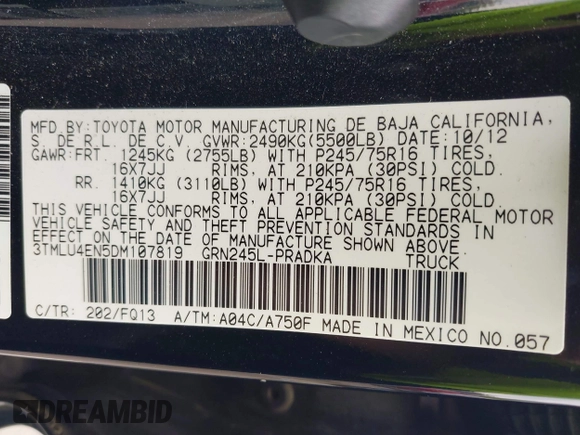 MFD.BY:TOYOTA MOTOR MANUFACTURING DE BAJA CALIFORNIA,
S. DE R.L. DE C.V. GVWR:2490KG(5500LB) DATE:10/12
GAWR:FRT. 1245KG (2755LB) WITH P245/75R16 TIRES,
16X7JJ RIMS, AT 210KPA (30PSI) COLD.
RR. 1410KG (3110LB) WITH P245/75R16 TIRES,
16X7JJ RIMS, AT 210KPA (30PSI) COLD.
THIS VEHICLE CONFORMS TO ALL APPLICABLE FEDERAL MOTOR
VEHICLE SAFETY AND THEFT PREVENTION STANDARDS IN
EFFECT ON THE DATE OF MANUFACTURE SHOWN ABOVE.
3TMLU4EN5DM107819 GRN245L-PRADKA TRUCK
C/TR: 202/FQ13 A/TM:A04C/A750F MADE IN MEXICO NO.057
DREAMBID